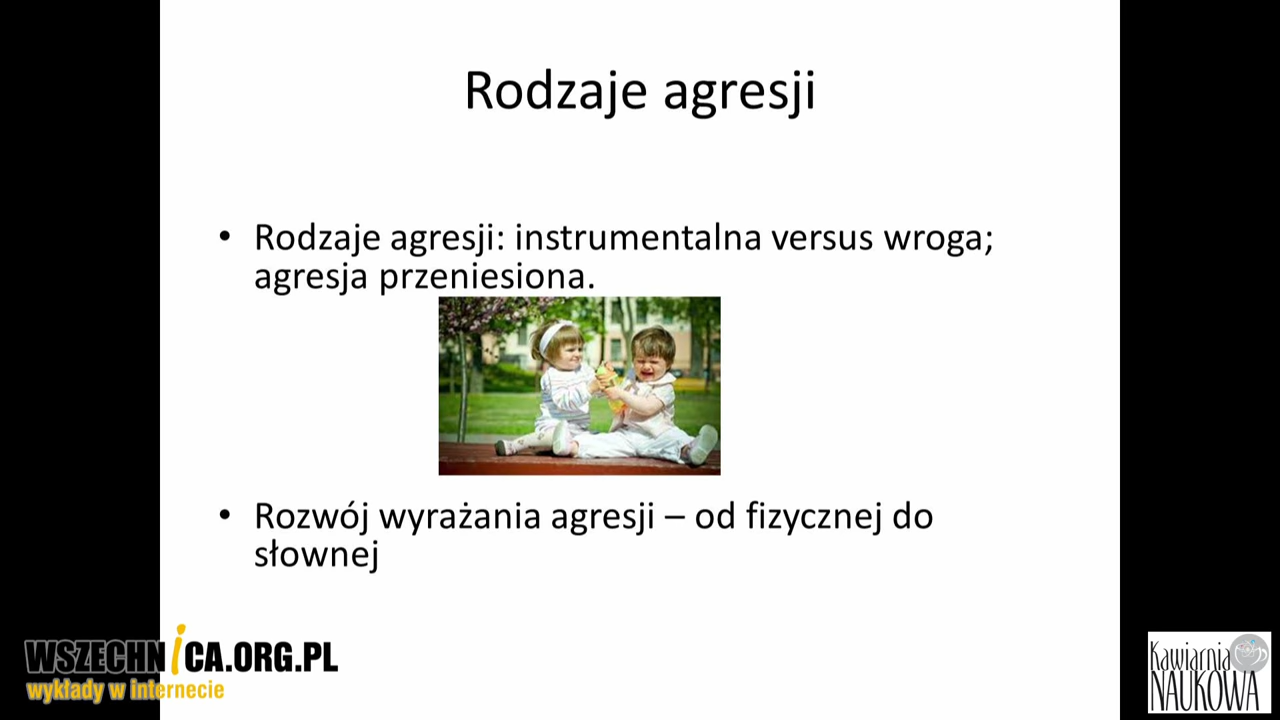 Rodzaje agresji
• Rodzaje agresji: instrumentalna versus wroga;
agresja przeniesiona.
• Rozwój wyrażania agresji – od fizycznej do
słownej
WSZECHNICA.ORG.PL
wykłady w internecie
Kawiarnia
NAUKOWA